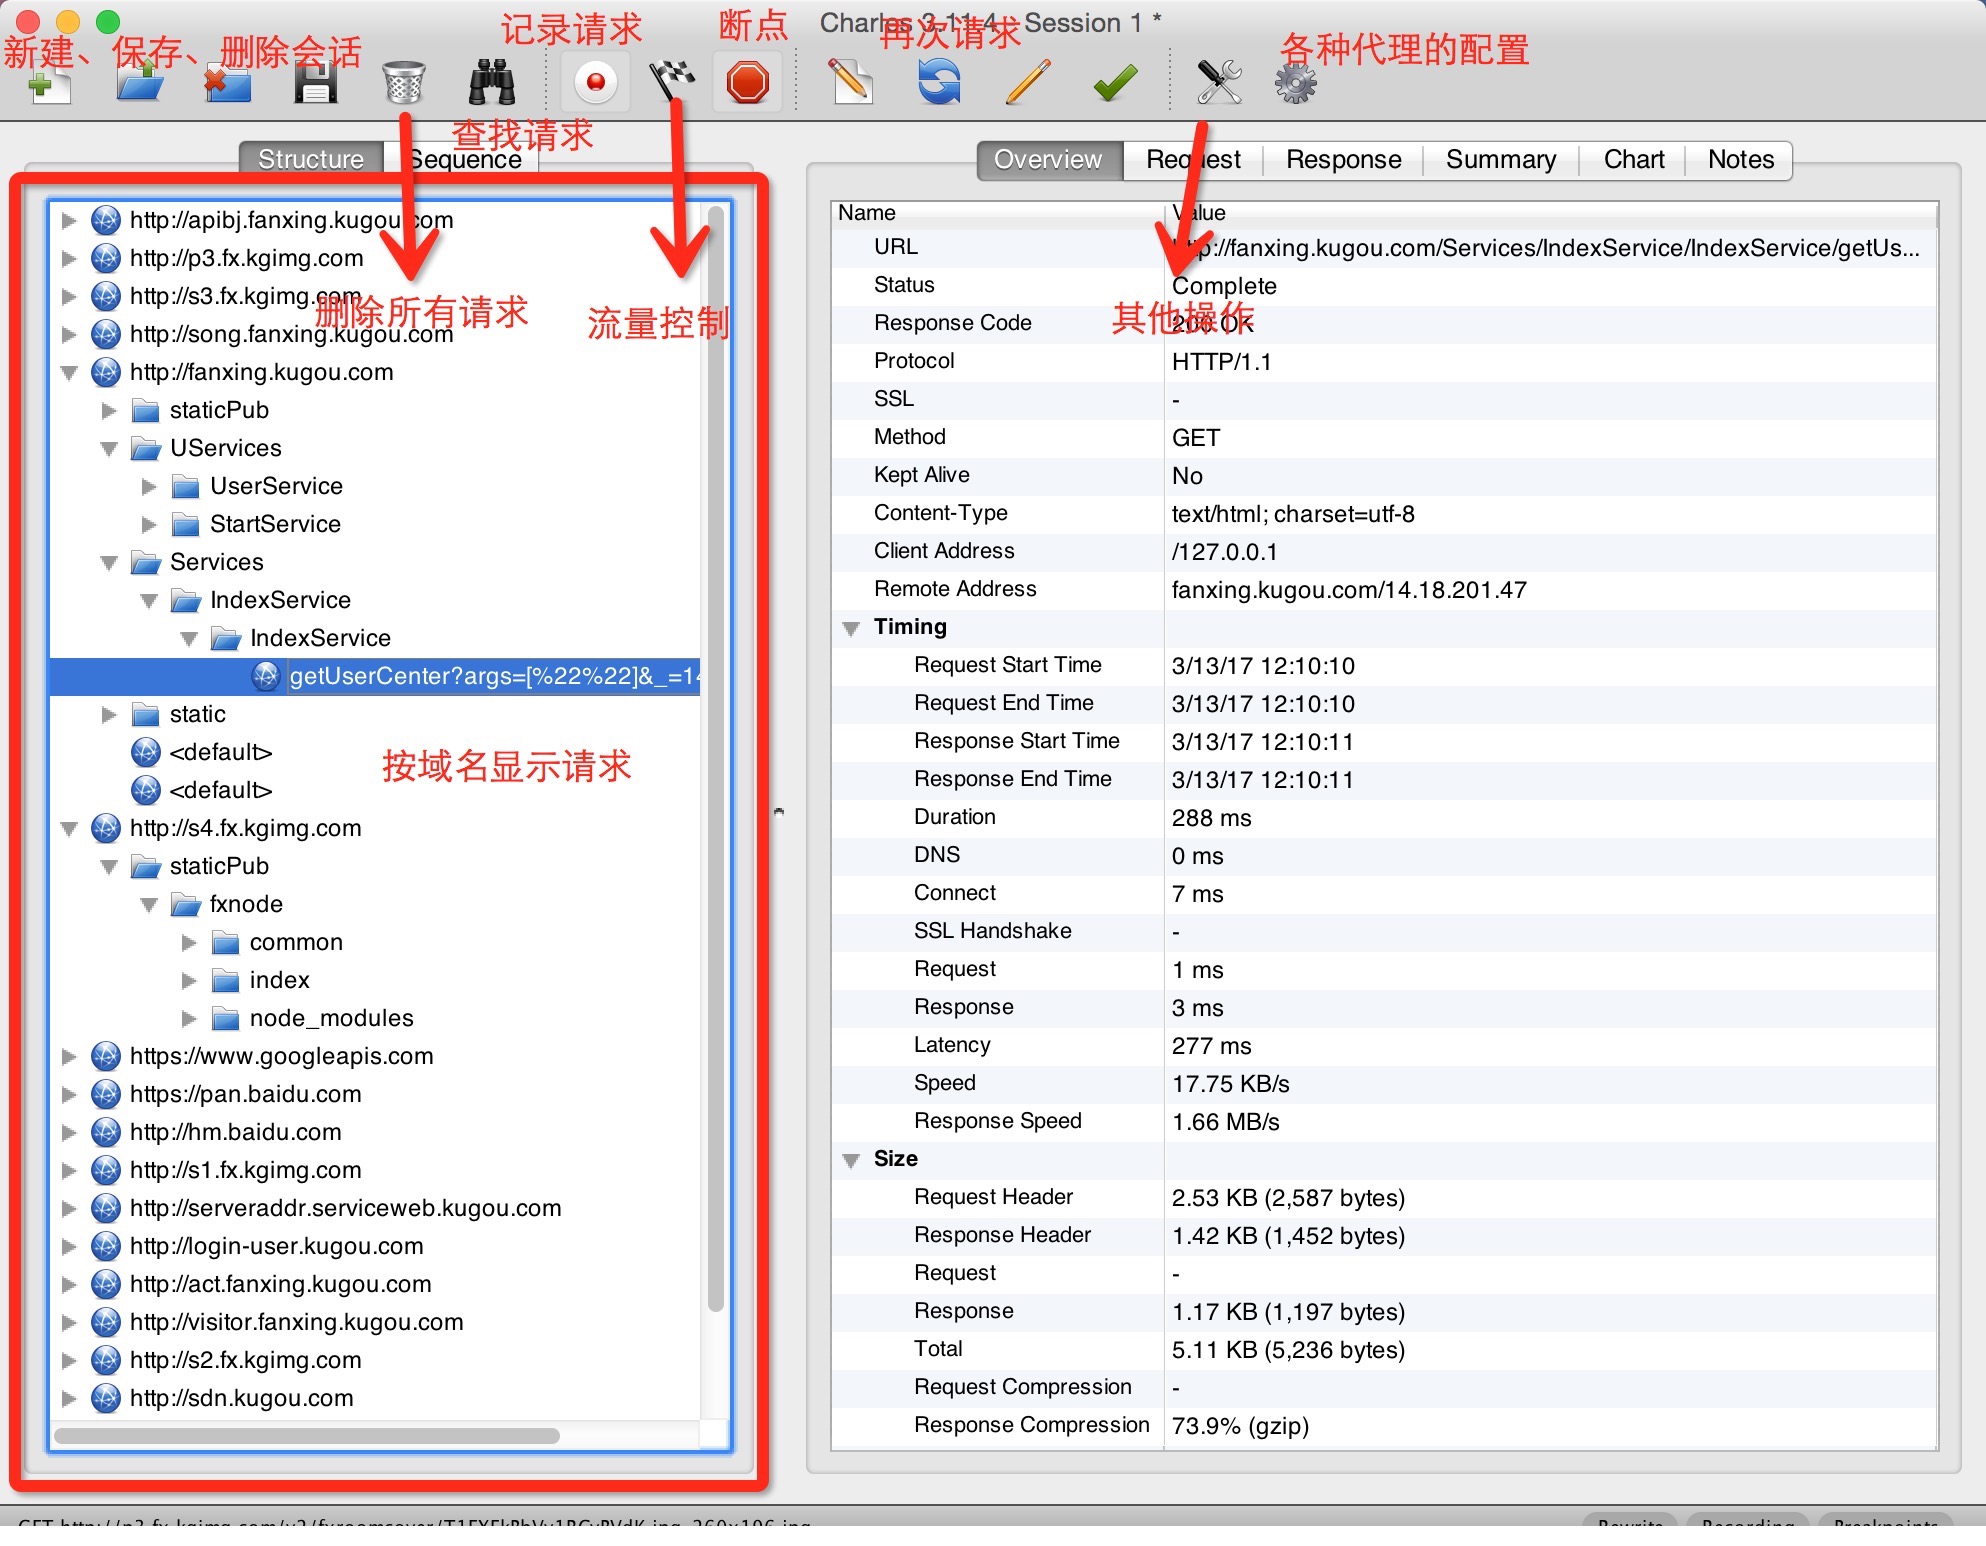 Charles 3.11.4 - Session 1 *
新建、保存、删除会话
记录请求
断点
再次请求
各种代理的配置
查找请求
Structure
Sequence
Overview
Request
Response
Summary
Chart
Notes
http://apibj.fanxing.kugou.com
http://p3.fx.kgimg.com
http://s3.fx.kgimg.com
删除所有请求
流量控制
http://song.fanxing.kugou.com
http://fanxing.kugou.com
staticPub
UServices
UserService
StartService
Services
IndexService
IndexService
getUserCenter?args=[%22%22]&_=14
static
<default>
按域名显示请求
<default>
http://s4.fx.kgimg.com
staticPub
fxnode
common
index
node_modules
https://www.googleapis.com
https://pan.baidu.com
http://hm.baidu.com
http://s1.fx.kgimg.com
http://serveraddr.serviceweb.kugou.com
http://login-user.kugou.com
http://act.fanxing.kugou.com
http://visitor.fanxing.kugou.com
http://s2.fx.kgimg.com
http://sdn.kugou.com
Name Value
URL http://fanxing.kugou.com/Services/IndexService/IndexService/getUs...
Status Complete
其他操作
Response Code 200 OK
Protocol HTTP/1.1
SSL -
Method GET
Kept Alive No
Content-Type text/html; charset=utf-8
Client Address /127.0.0.1
Remote Address fanxing.kugou.com/14.18.201.47
Timing
Request Start Time 3/13/17 12:10:10
Request End Time 3/13/17 12:10:10
Response Start Time 3/13/17 12:10:11
Response End Time 3/13/17 12:10:11
Duration 288 ms
DNS 0 ms
Connect 7 ms
SSL Handshake -
Request 1 ms
Response 3 ms
Latency 277 ms
Speed 17.75 KB/s
Response Speed 1.66 MB/s
Size
Request Header 2.53 KB (2,587 bytes)
Response Header 1.42 KB (1,452 bytes)
Request -
Response 1.17 KB (1,197 bytes)
Total 5.11 KB (5,236 bytes)
Request Compression -
Response Compression 73.9% (gzip)
Rewrite
Recording
Breakpoints